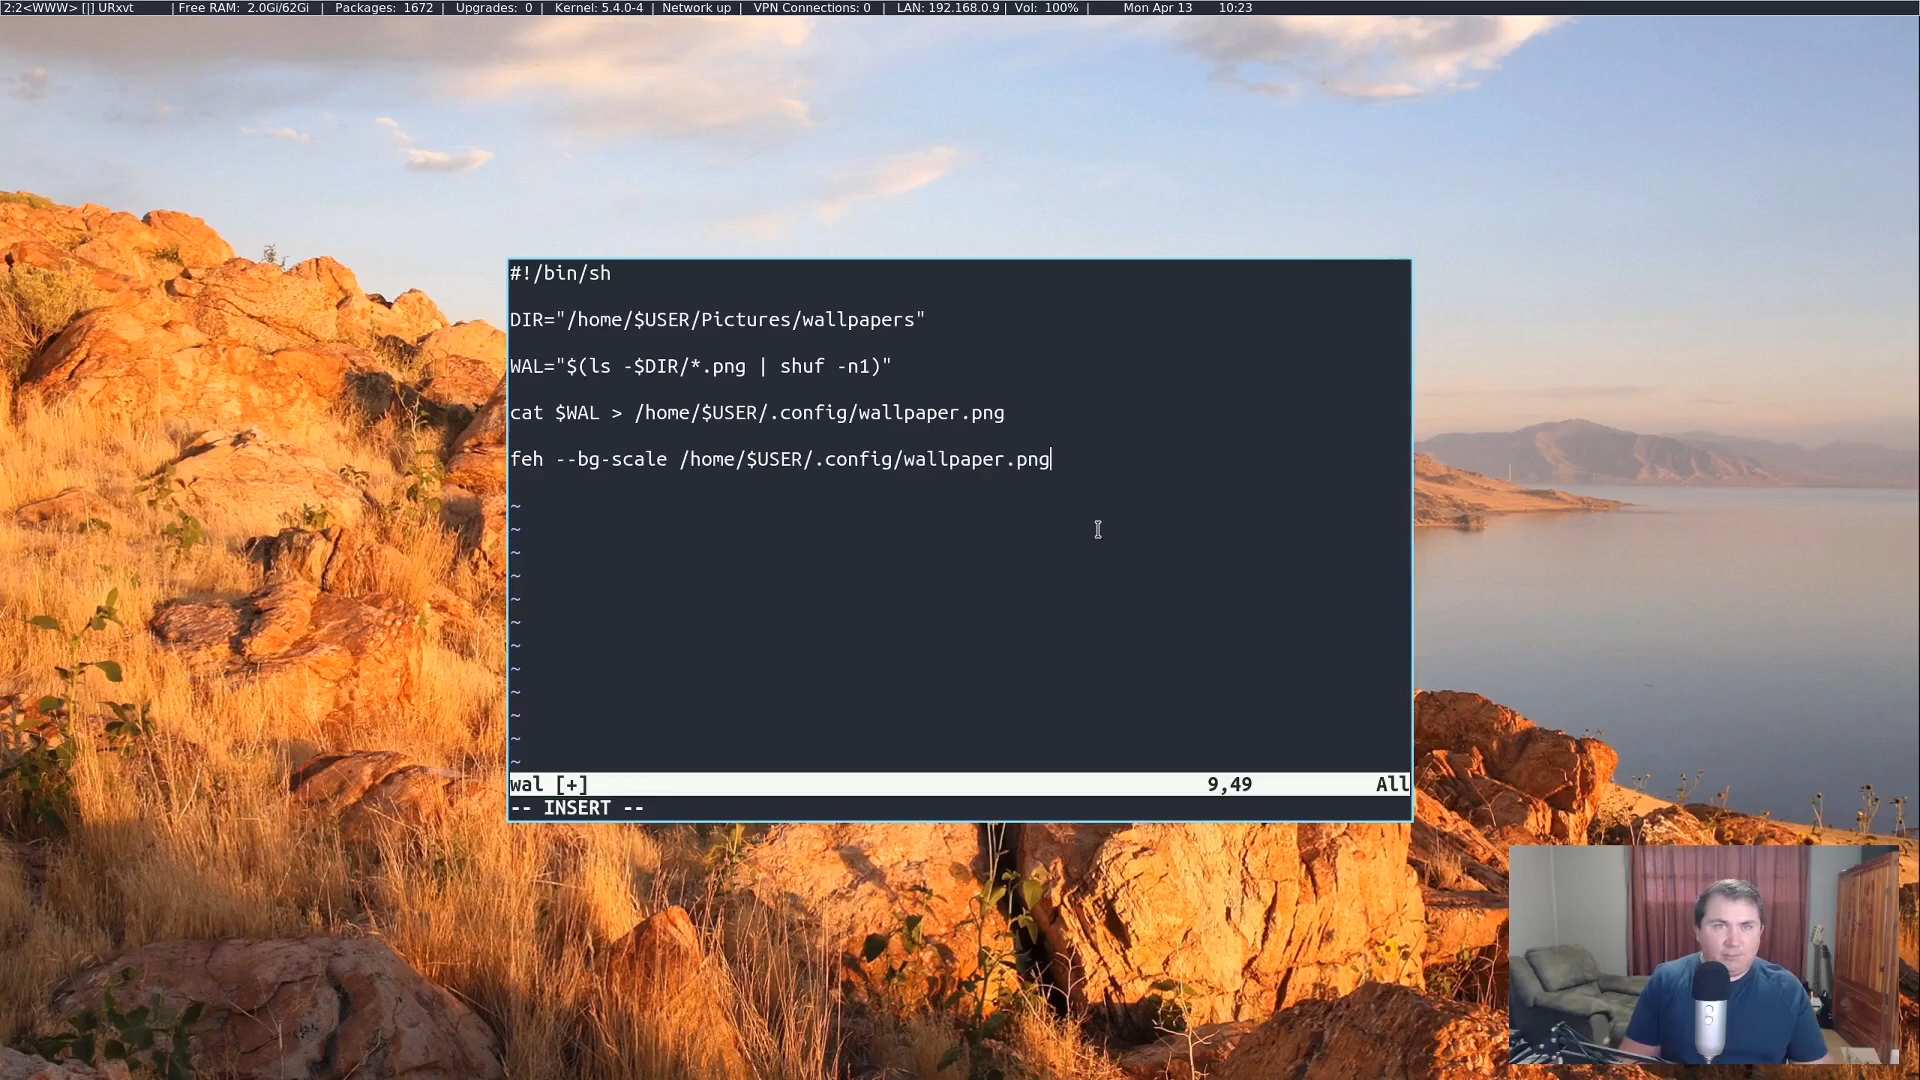 2:2<WWW> [|] URxvt | Free RAM: 2.0Gi/62Gi | Packages: 1672 | Upgrades: 0 | Kernel: 5.4.0-4 | Network up | VPN Connections: 0 | LAN: 192.168.0.9 | Vol: 100% | Mon Apr 13 10:23
#!/bin/sh
DIR="/home/$USER/Pictures/wallpapers"
WAL="$(ls -$DIR/*.png | shuf -n1)"
cat $WAL > /home/$USER/.config/wallpaper.png
feh --bg-scale /home/$USER/.config/wallpaper.png
~
~
~
~
~
~
~
~
~
~
~
~
wal [+] 9,49 All
-- INSERT --